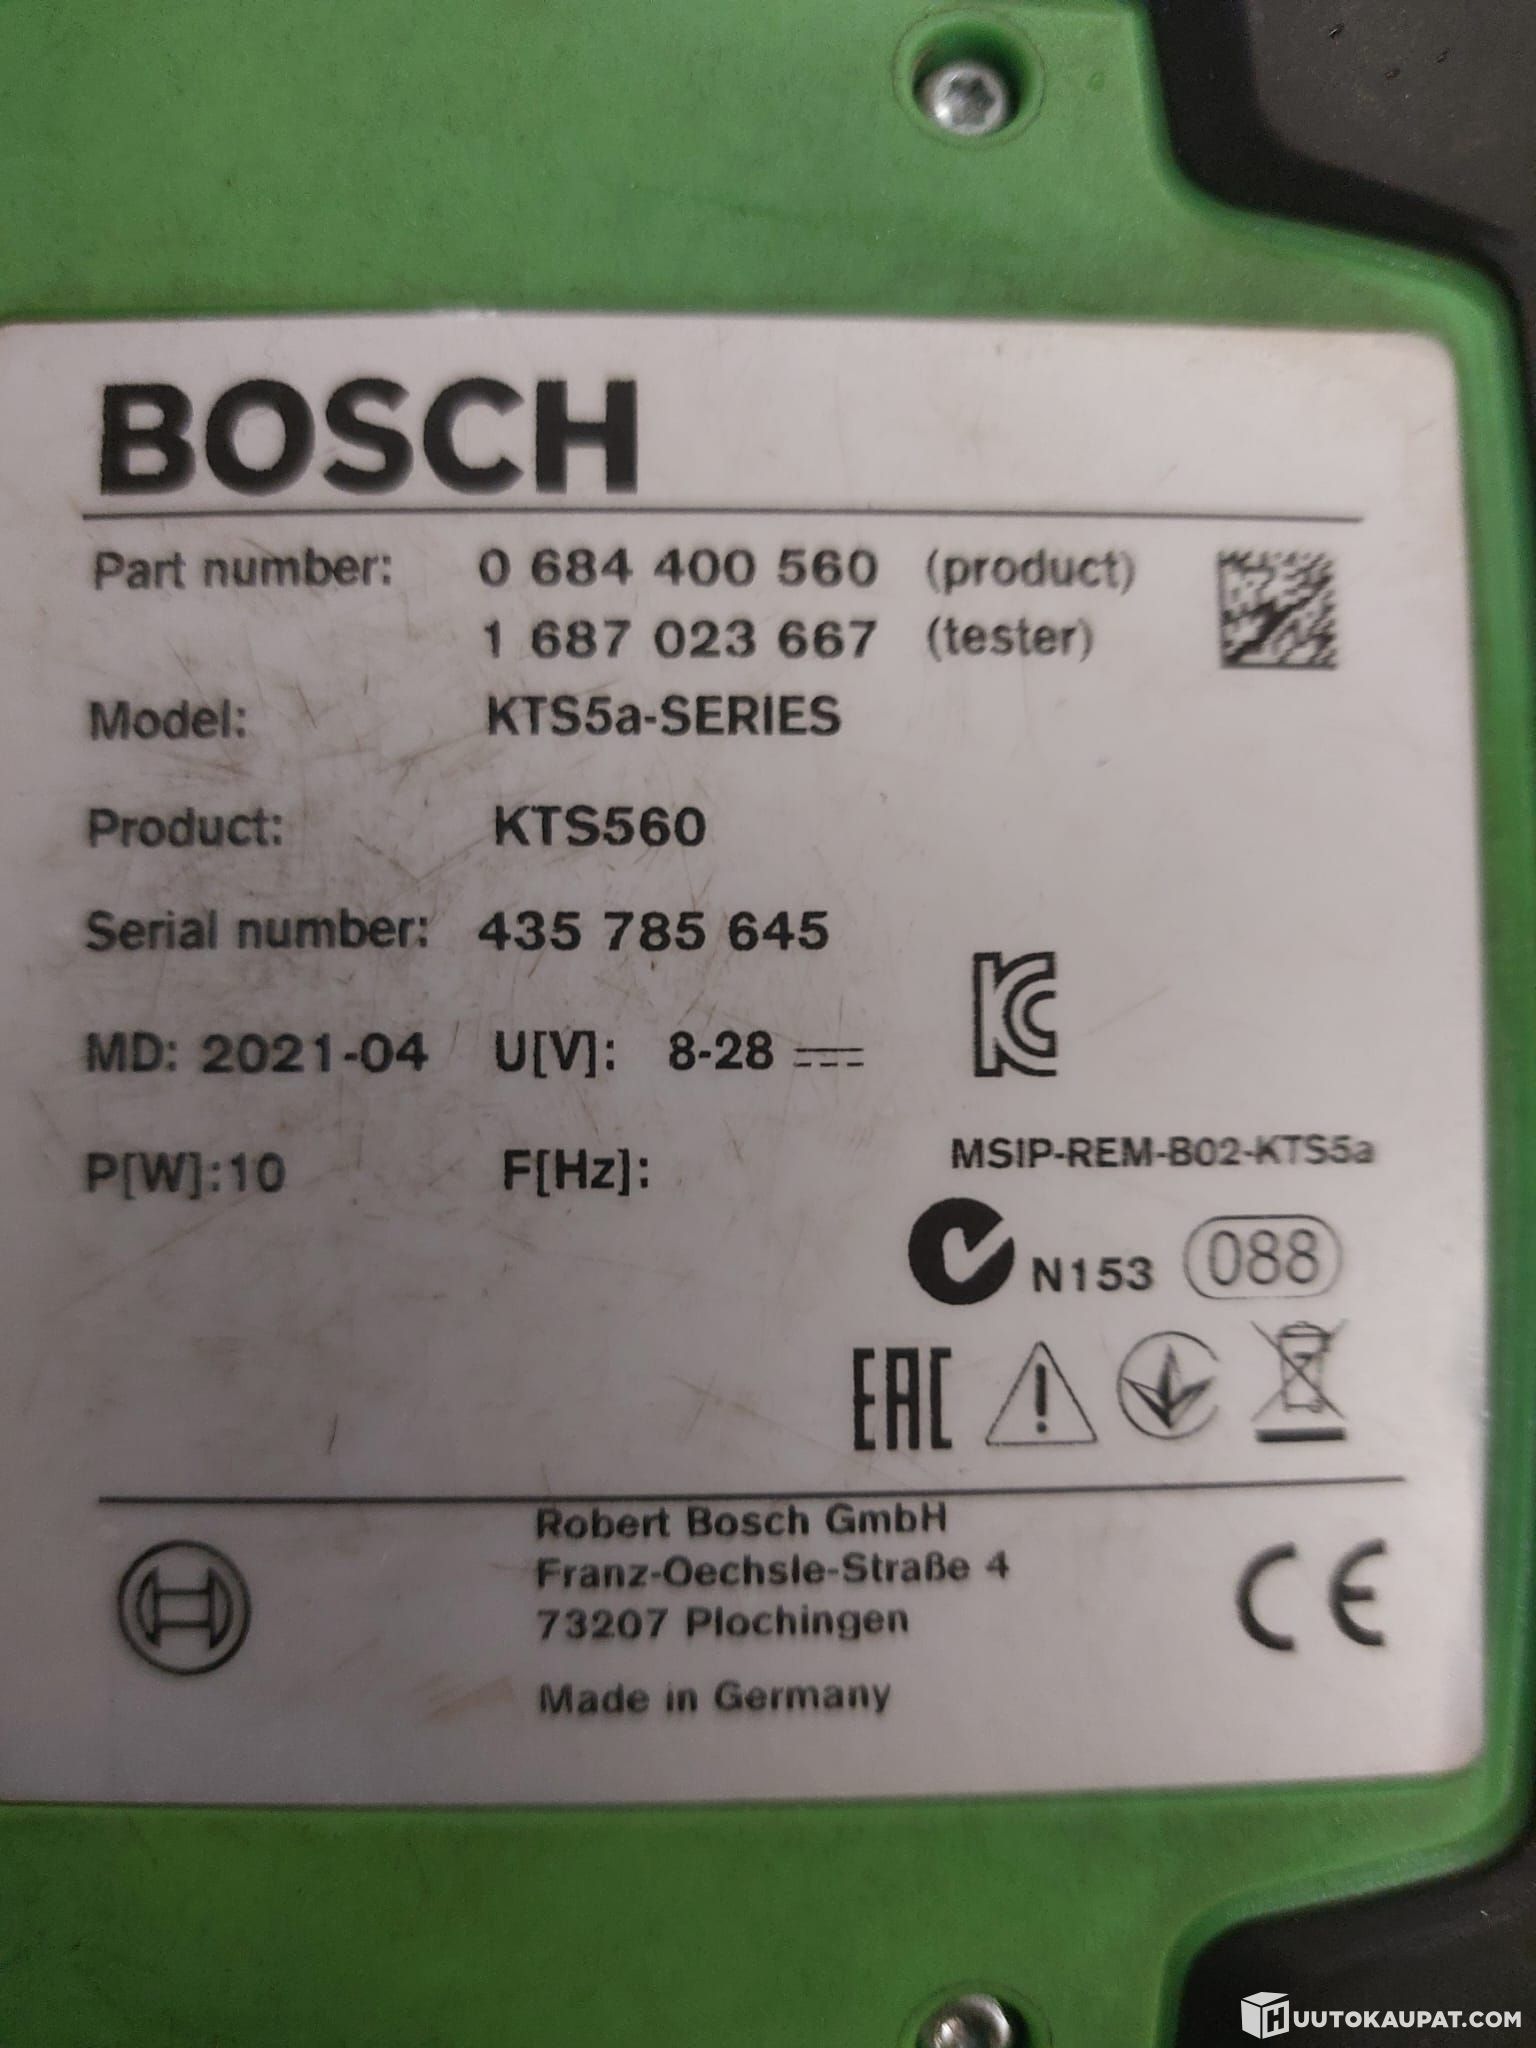 BOSCH
Part number: 0 684 400 560 (product)
1 687 023 667 (tester)
Model: KTS5a-SERIES
Product: KTS560
Serial number: 435 785 645
MD: 2021-04 U[V]: 8-28
P[W]:10 F[Hz]:
MSIP-REM-B02-KTS5a
N153 088
EAC
Robert Bosch GmbH
Franz-Oechsle-Straße 4
73207 Plochingen
Made in Germany
CE
HUUTOKAUPAT.COM